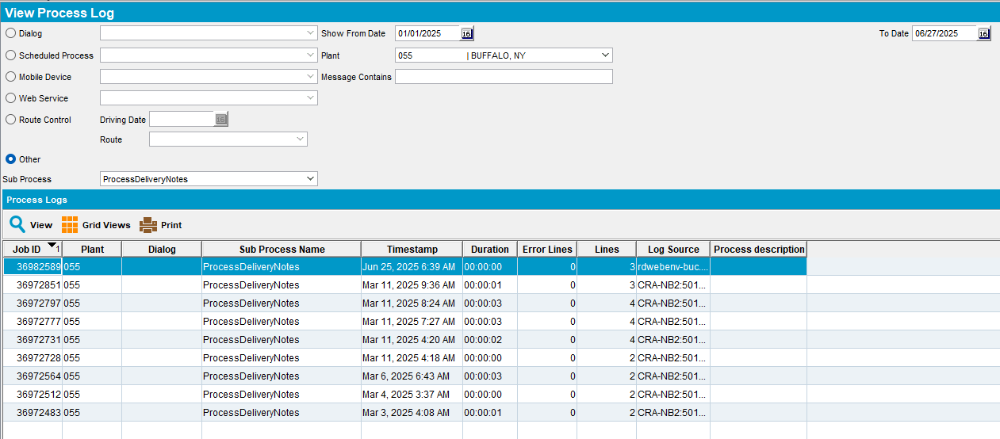 View Process Log
Dialog Show From Date 01/01/2025 16 To Date 06/27/2025 16
Scheduled Process Plant 055 | BUFFALO, NY
Mobile Device Message Contains
Web Service
Route Control Driving Date 16
Route
Other
Sub Process ProcessDeliveryNotes
Process Logs
View Grid Views Print
Job ID 1 Plant Dialog Sub Process Name Timestamp Duration Error Lines Lines Log Source Process description
36982589 055 ProcessDeliveryNotes Jun 25, 2025 6:39 AM 00:00:00 0 3 rdwebenv-buc....
36972851 055 ProcessDeliveryNotes Mar 11, 2025 9:36 AM 00:00:01 0 3 CRA-NB2:501...
36972797 055 ProcessDeliveryNotes Mar 11, 2025 8:24 AM 00:00:03 0 4 CRA-NB2:501...
36972777 055 ProcessDeliveryNotes Mar 11, 2025 7:27 AM 00:00:03 0 4 CRA-NB2:501...
36972731 055 ProcessDeliveryNotes Mar 11, 2025 4:20 AM 00:00:02 0 4 CRA-NB2:501...
36972728 055 ProcessDeliveryNotes Mar 11, 2025 4:18 AM 00:00:00 0 2 CRA-NB2:501...
36972564 055 ProcessDeliveryNotes Mar 6, 2025 6:43 AM 00:00:03 0 2 CRA-NB2:501...
36972512 055 ProcessDeliveryNotes Mar 4, 2025 3:37 AM 00:00:00 0 2 CRA-NB2:501...
36972483 055 ProcessDeliveryNotes Mar 3, 2025 4:08 AM 00:00:01 0 2 CRA-NB2:501...